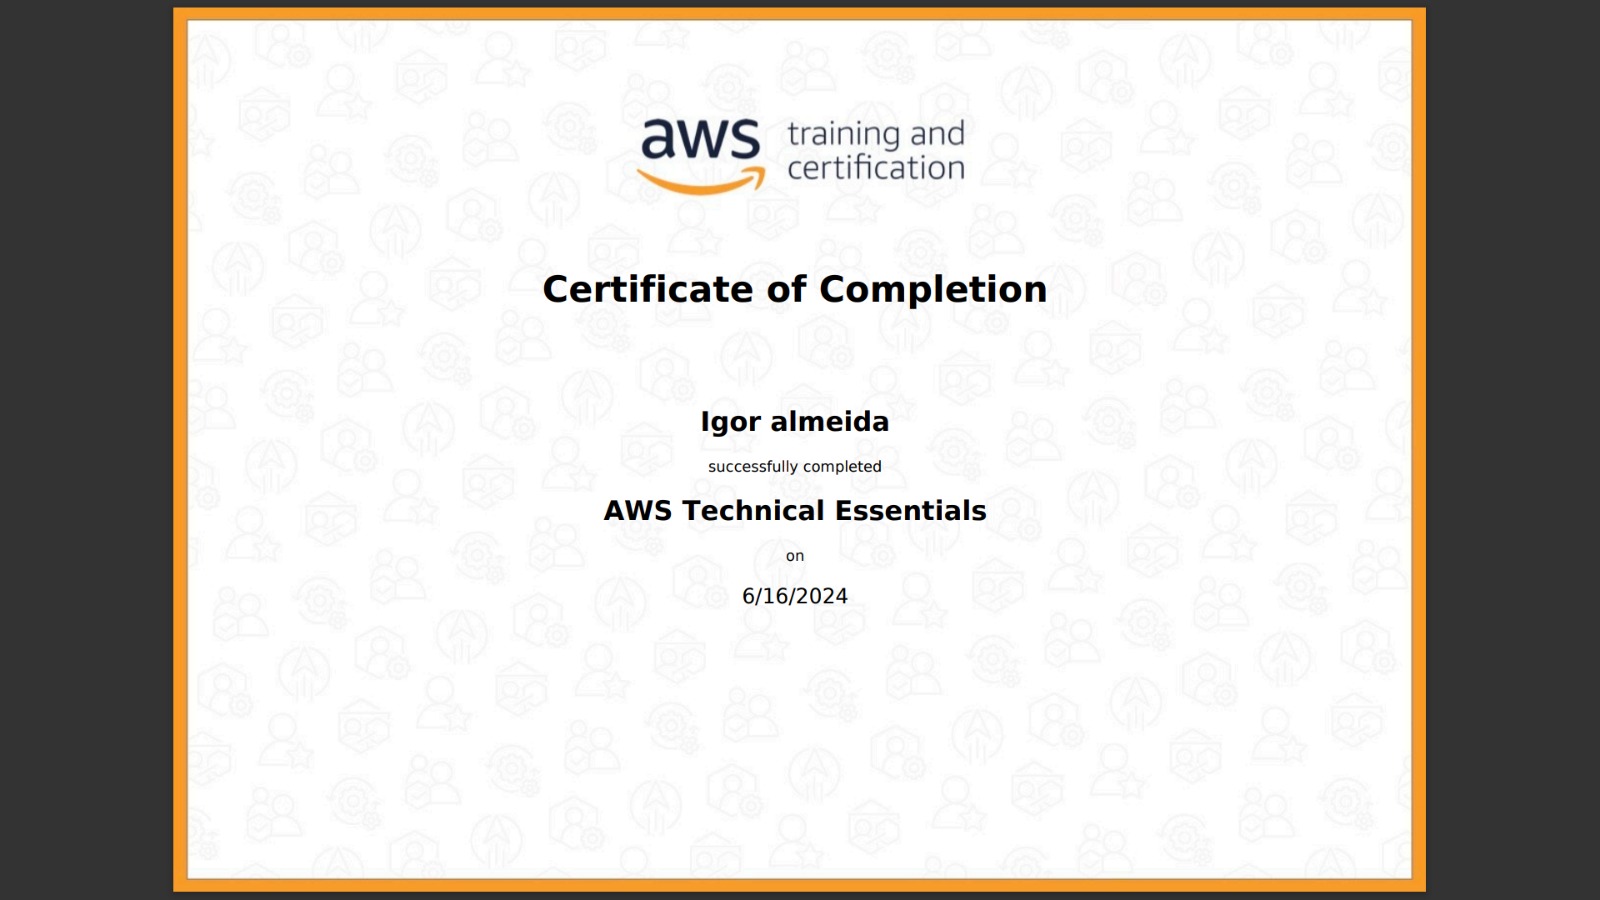 aws training and
certification
Certificate of Completion
Igor almeida
successfully completed
AWS Technical Essentials
on
6/16/2024